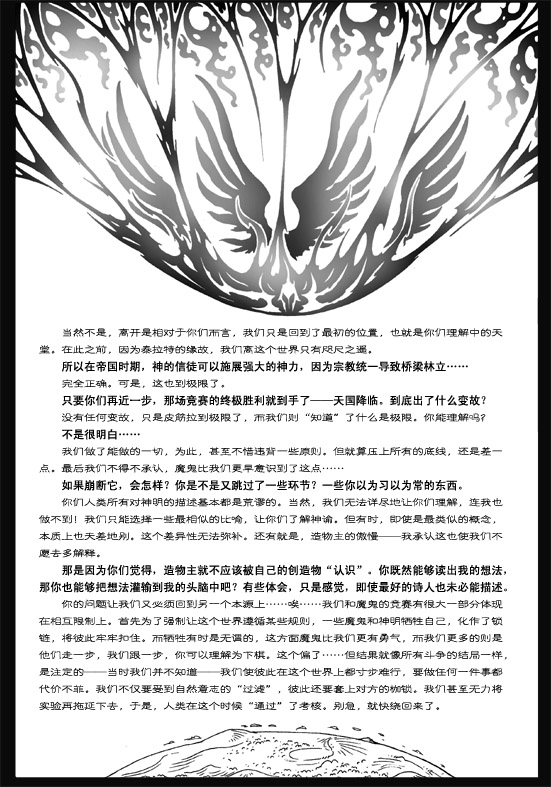 当然不是，离开是相对于你们而言，我们只是回到了最初的位置，也就是你们理解中的天
堂。在此之前，因为泰拉特的缘故，我们离这个世界只有咫尺之遥。
所以在帝国时期，神的信徒可以施展强大的神力，因为宗教统一导致桥梁林立……
完全正确。可是，这也到极限了。
只要你们再近一步，那场竞赛的终极胜利就到手了——天国降临。到底出了什么变故？
没有任何变故，只是皮筋拉到极限了，而我们则“知道”了什么是极限。你能理解吗？
不是很明白……
我们做了能做的一切，为此，甚至不惜违背一些原则。但就算压上所有的底线，还是差一
点。最后我们不得不承认，魔鬼比我们更早意识到了这点……
如果崩断它，会怎样？你是不是又跳过了一些环节？一些你以为习以为常的东西。
你们人类所有对神明的描述基本都是荒谬的。当然，我们无法详尽地让你们理解，连我也
做不到！我们只能选择一些最相似的比喻，让你们了解神谕。但有时，即使是最类似的概念，
本质上也天差地别。这个差异性无法弥补。还有就是，造物主的傲慢——我承认这也使我们不
愿去多解释。
那是因为你们觉得，造物主就不应该被自己的创造物“认识”。你既然能够读出我的想法，
那你也能够把想法灌输到我的头脑中吧？有些体会，只是感觉，即使最好的诗人也未必能描述。
你的问题让我们又必须回到另一个本源上……唉……我们和魔鬼的竞赛有很大一部分体现
在相互限制上。首先为了强制让这个世界遵循某些规则，一些魔鬼和神明牺牲自己，化作了锁
链，将彼此牢牢扣住。而牺牲有时是无谓的，这方面魔鬼比我们更有勇气，而我们更多的则是
他们走一步，我们跟一步，你可以理解为下棋。这个偏了……但结果就像所有斗争的结局一样，
是注定的——当时我们并不知道——我们使彼此在这个世界上都寸步难行，要做任何一件事都
代价不菲。我们不仅要受到自然意志的“过滤”，彼此还要套上对方的枷锁。我们甚至无力将
实验再拖延下去，于是，人类在这个时候“通过”了考核。别急，就快绕回来了。